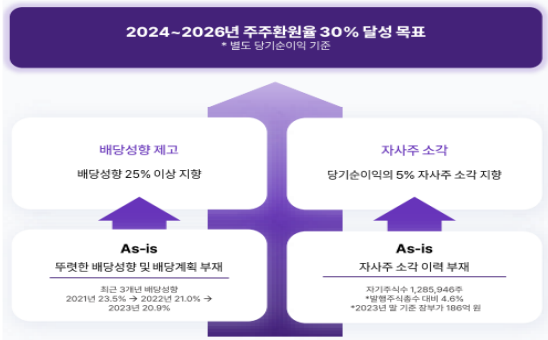 2024~2026년 주주환원율 30% 달성 목표
* 별도 당기순이익 기준
배당성향 제고
배당성향 25% 이상 지향
As-is
뚜렷한 배당성향 및 배당계획 부재
최근 3개년 배당성향
2021년 23.5% → 2022년 21.0% →
2023년 20.9%
자사주 소각
당기순이익의 5% 자사주 소각 지향
As-is
자사주 소각 이력 부재
자기주식수 1,285,946주
*발행주식총수 대비 4.6%
*2023년 말 기준 장부가 186억 원